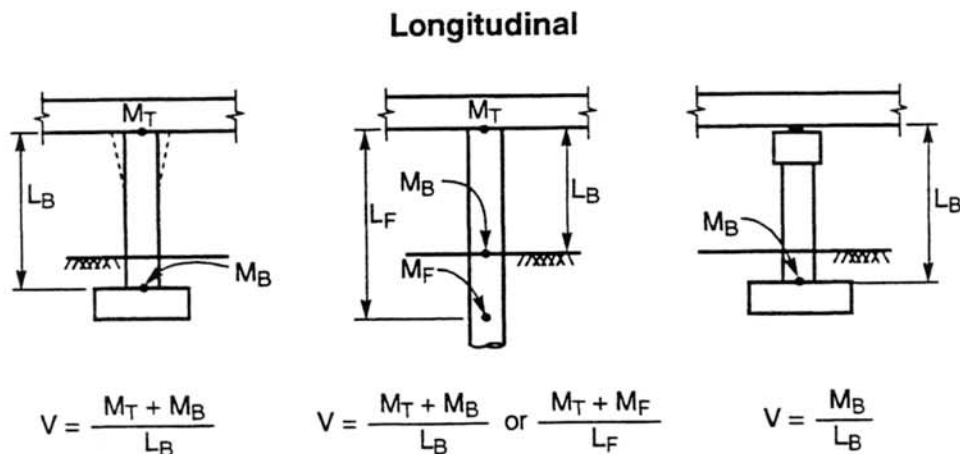 Longitudinal
M_T
L_B
M_B
M_T
L_F
M_B
L_B
M_F
M_B
L_B
V = (M_T + M_B) / L_B
V = (M_T + M_B) / L_B or (M_T + M_F) / L_F
V = M_B / L_B